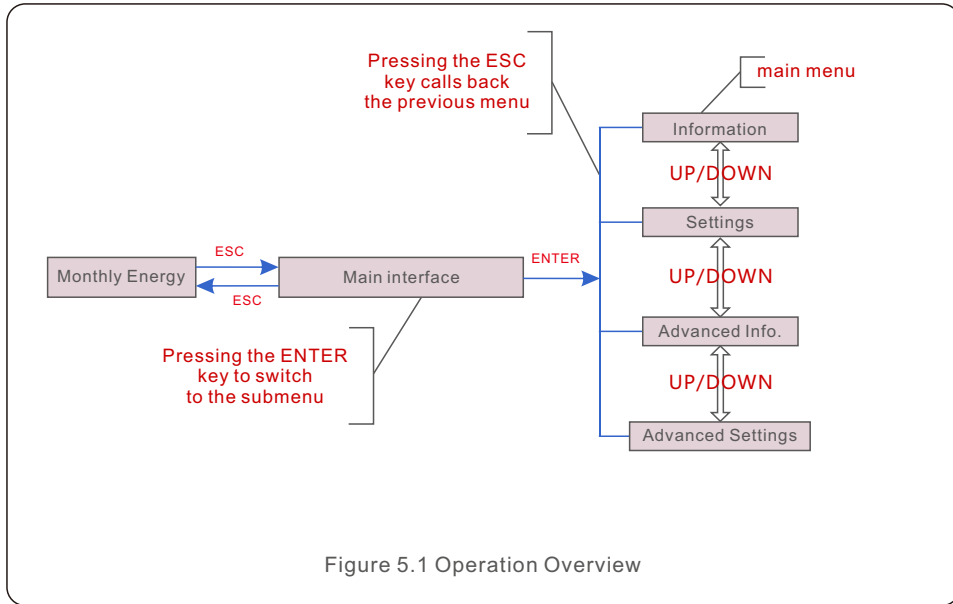 Pressing the ESC
key calls back
the previous menu
main menu
Information
UP/DOWN
Settings
ESC
ENTER
Monthly Energy
Main interface
UP/DOWN
ESC
Advanced Info.
Pressing the ENTER
key to switch
to the submenu
UP/DOWN
Advanced Settings
Figure 5.1 Operation Overview